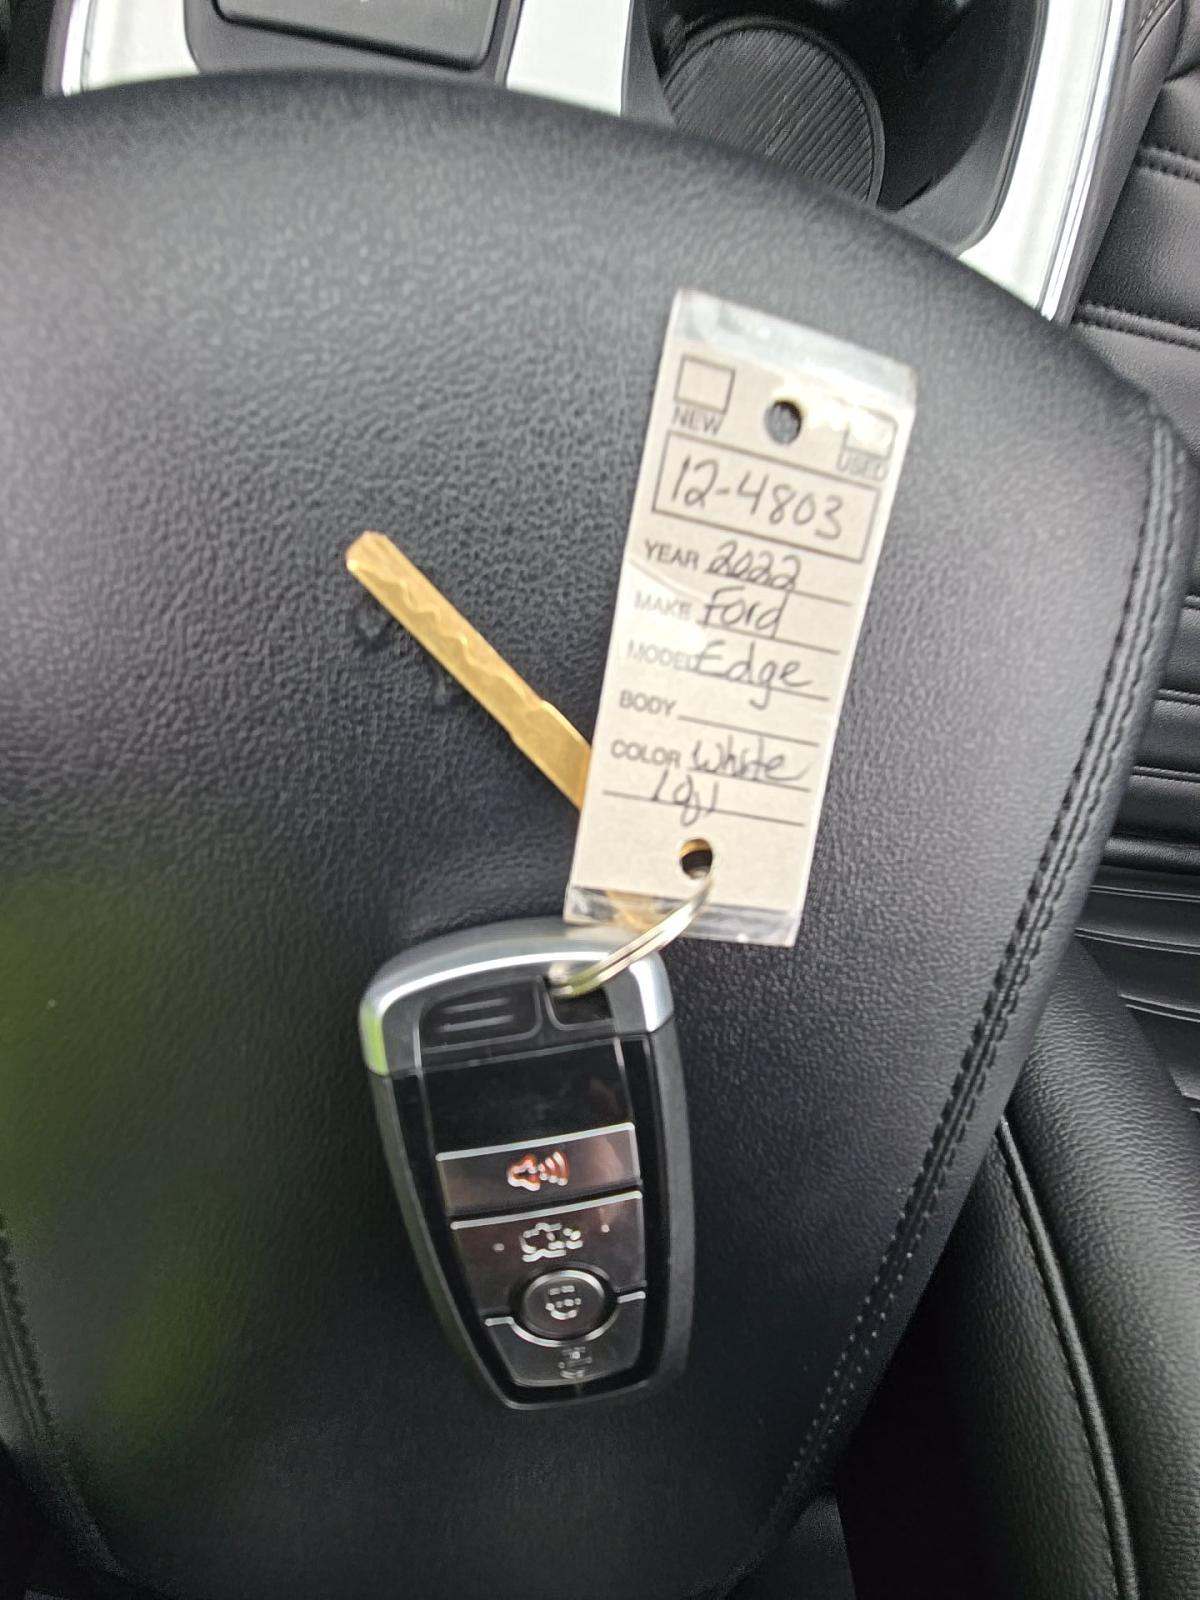 NEW
USED
12-4803
YEAR 2022
MAKE Ford
MODEL Edge
BODY
COLOR White